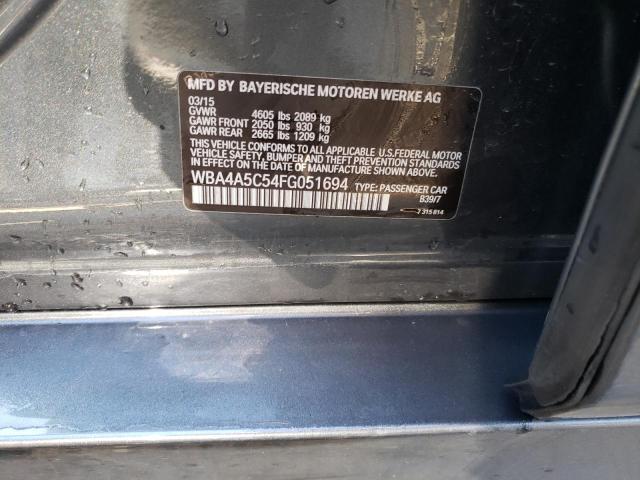 MFD BY BAYERISCHE MOTOREN WERKE AG
03/15
GVWR 4605 lbs 2089 kg
GAWR FRONT 2050 lbs 930 kg
GAWR REAR 2665 lbs 1209 kg
THIS VEHICLE CONFORMS TO ALL APPLICABLE U.S.FEDERAL MOTOR
VEHICLE SAFETY, BUMPER AND THEFT PREVENTION STANDARDS IN
EFFECT ON THE DATE OF MANUFACTURE SHOWN ABOVE.
WBA4A5C54FG051694 TYPE: PASSENGER CAR
B39/7
7 315 814